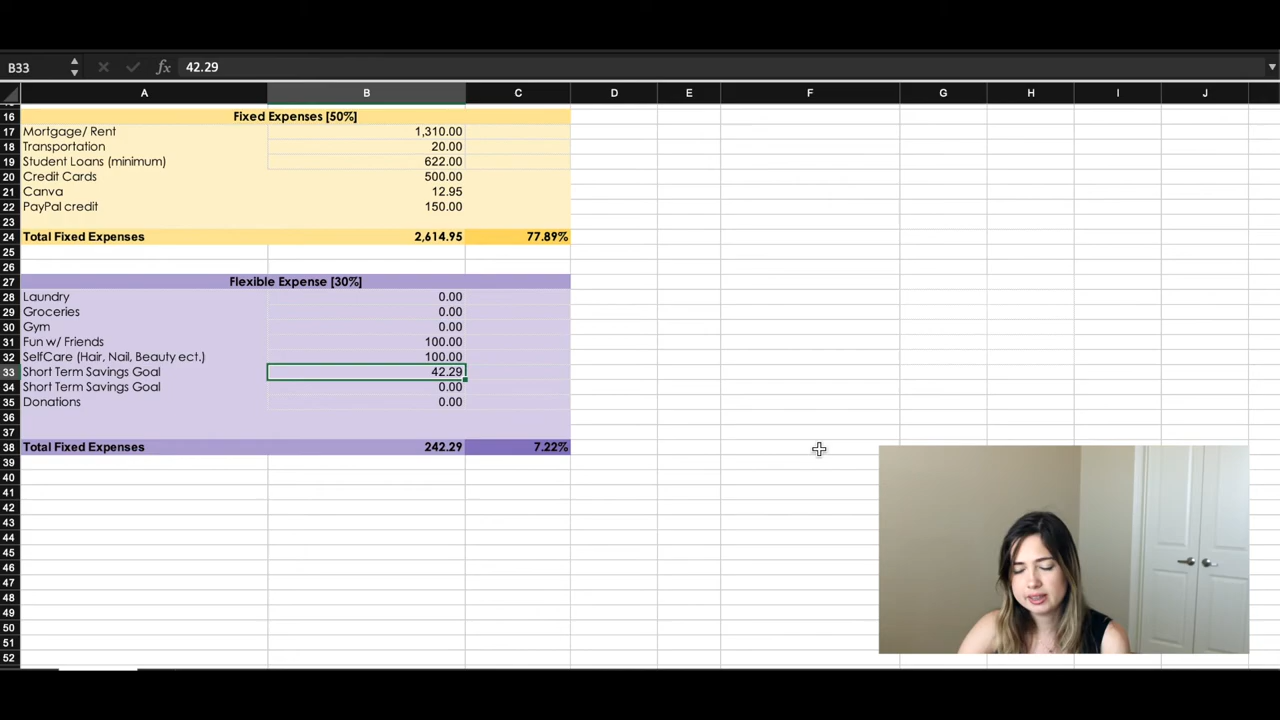 B33 fx 42.29
A B C D E F G H I J
16 Fixed Expenses [50%]
17 Mortgage/ Rent 1,310.00
18 Transportation 20.00
19 Student Loans (minimum) 622.00
20 Credit Cards 500.00
21 Canva 12.95
22 PayPal credit 150.00
23
24 Total Fixed Expenses 2,614.95 77.89%
25
26
27 Flexible Expense [30%]
28 Laundry 0.00
29 Groceries 0.00
30 Gym 0.00
31 Fun w/ Friends 100.00
32 SelfCare (Hair, Nail, Beauty ect.) 100.00
33 Short Term Savings Goal 42.29
34 Short Term Savings Goal 0.00
35 Donations 0.00
36
37
38 Total Fixed Expenses 242.29 7.22%
39
40
41
42
43
44
45
46
47
48
49
50
51
52